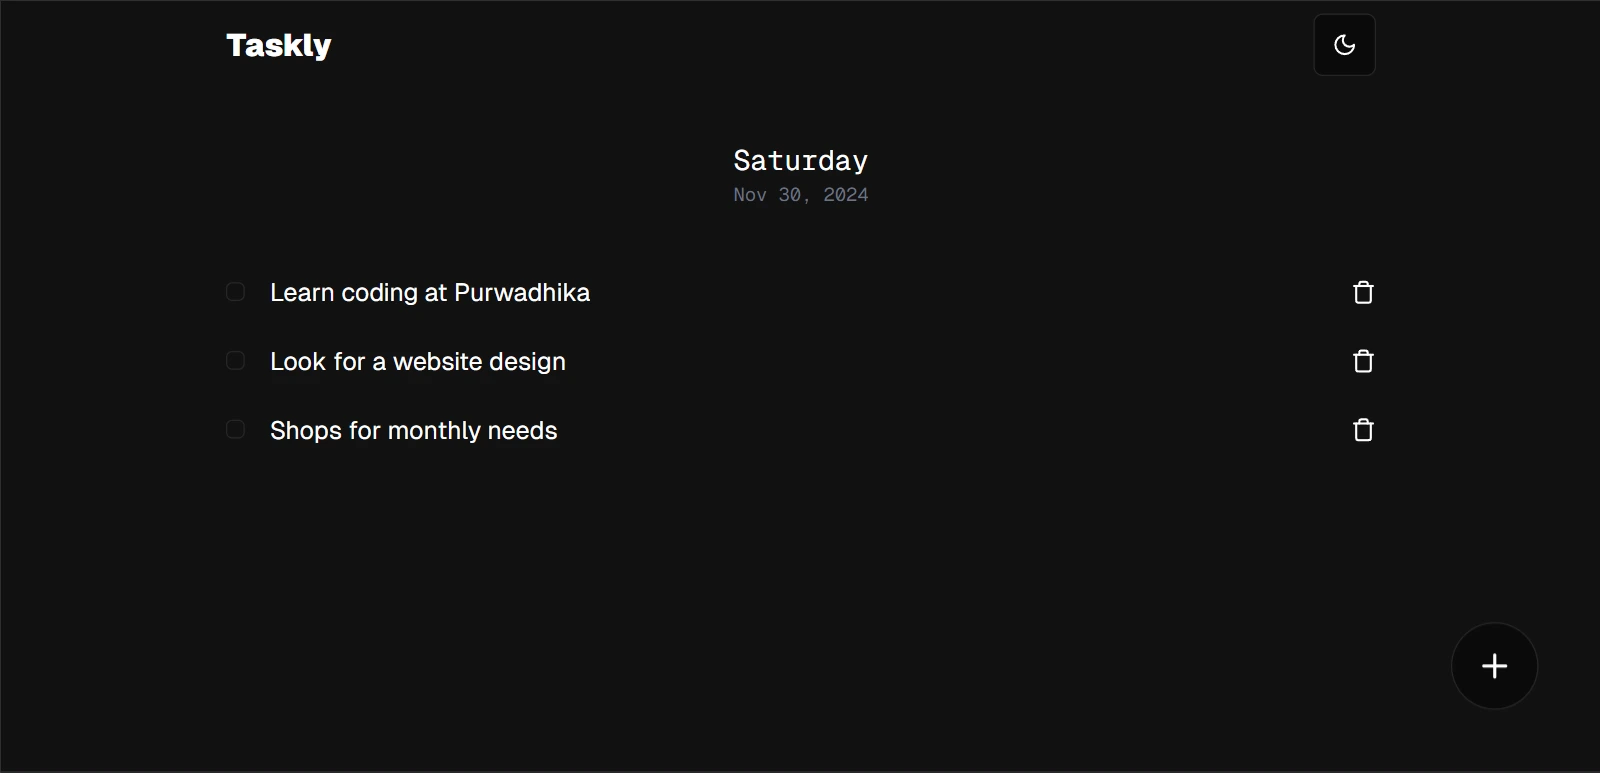 Taskly
Saturday
Nov 30, 2024
Learn coding at Purwadhika
Look for a website design
Shops for monthly needs